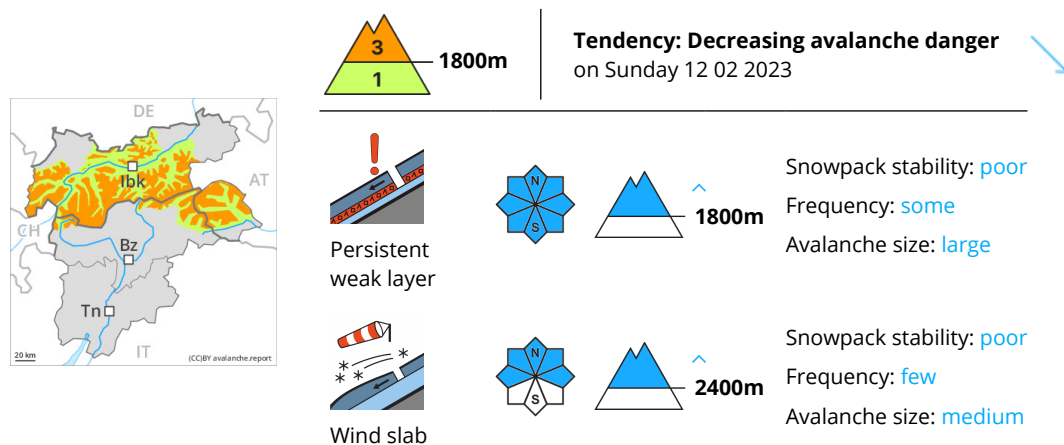 3
1
1800m
Tendency: Decreasing avalanche danger
on Sunday 12 02 2023
DE
Ibk
AT
CH
Bz
Tn
IT
20 km
(CC)BY avalanche.report
Persistent
weak layer
N
S
1800m
Snowpack stability: poor
Frequency: some
Avalanche size: large
Wind slab
N
S
2400m
Snowpack stability: poor
Frequency: few
Avalanche size: medium